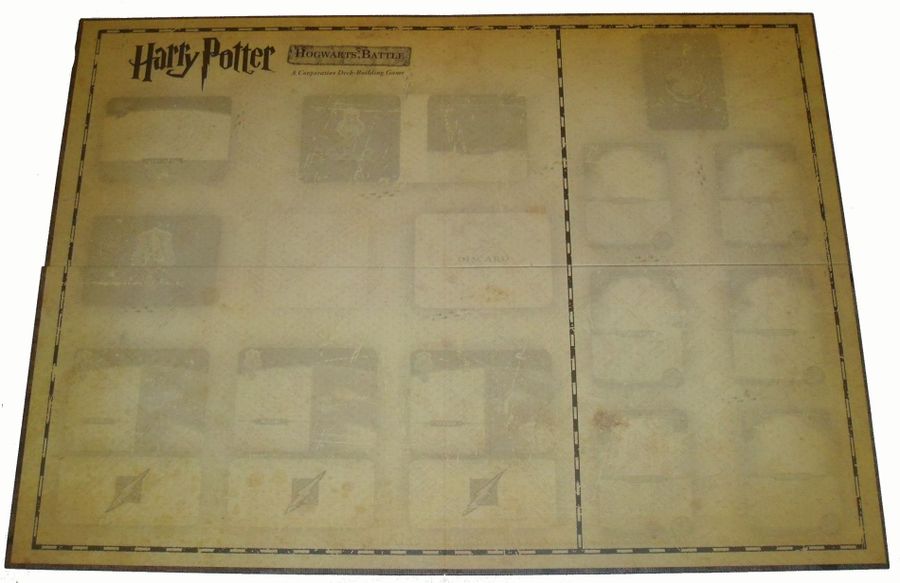 Harry Potter
HOGWARTS BATTLE
A Cooperative Deck-Building Game
DISCARD